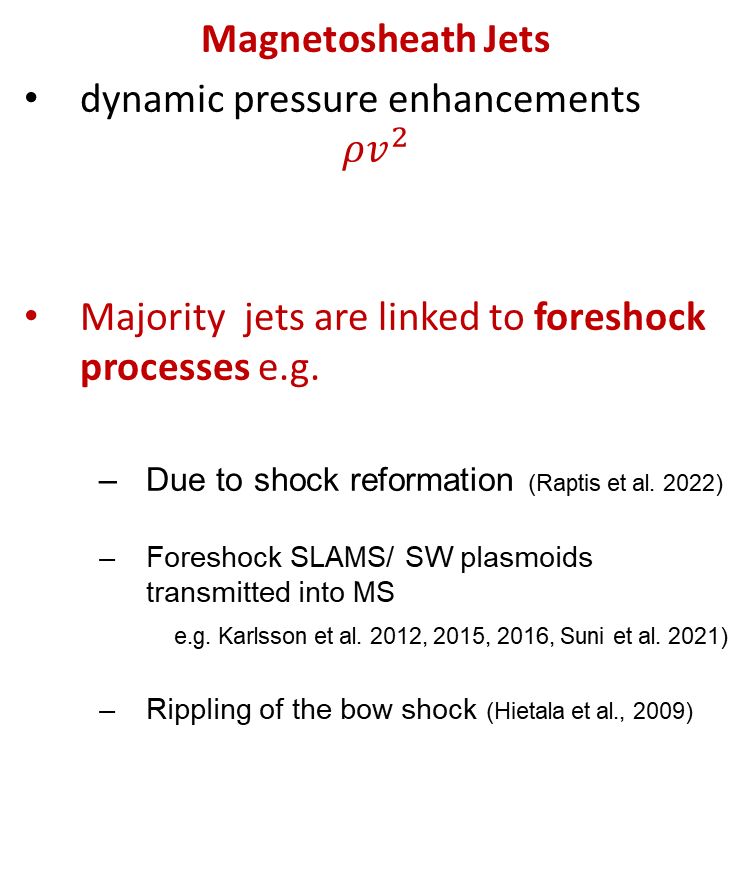 Magnetosheath Jets
• dynamic pressure enhancements
ρv²
• Majority jets are linked to foreshock
processes e.g.
– Due to shock reformation (Raptis et al. 2022)
– Foreshock SLAMS/ SW plasmoids
transmitted into MS
e.g. Karlsson et al. 2012, 2015, 2016, Suni et al. 2021)
– Rippling of the bow shock (Hietala et al., 2009)